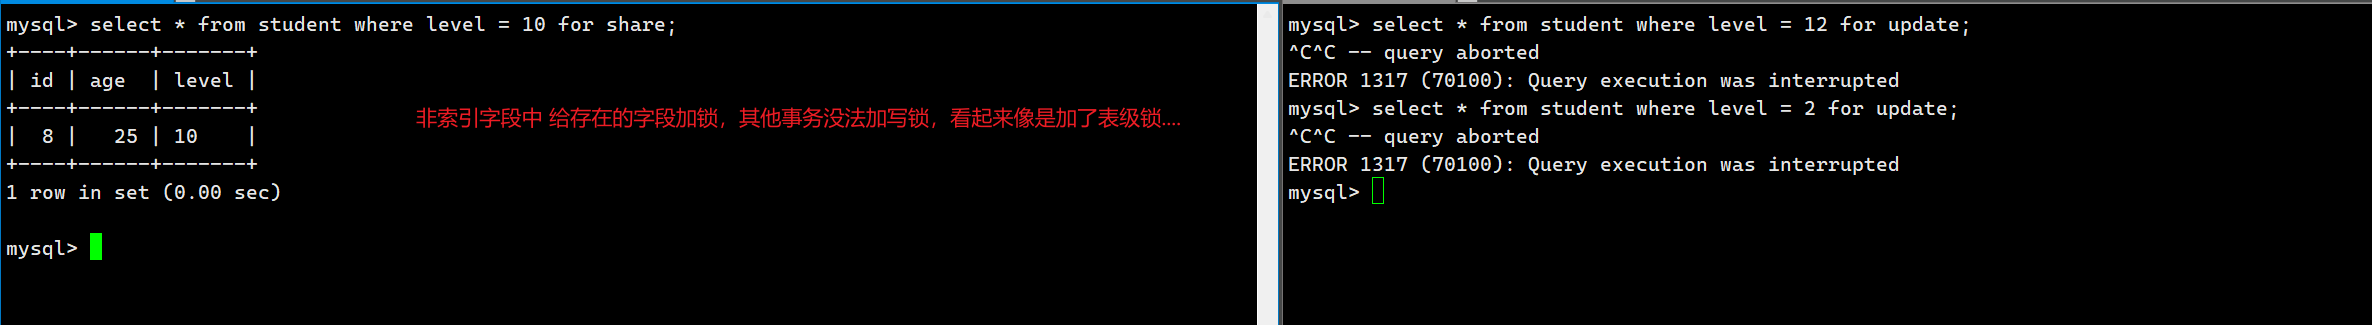 mysql> select * from student where level = 10 for share;
+----+------+-------+
| id | age  | level |
+----+------+-------+
|  8 |   25 | 10    |
+----+------+-------+
1 row in set (0.00 sec)
mysql>
非索引字段中 给存在的字段加锁，其他事务没法加写锁，看起来像是加了表级锁....
mysql> select * from student where level = 12 for update;
^C^C -- query aborted
ERROR 1317 (70100): Query execution was interrupted
mysql> select * from student where level = 2 for update;
^C^C -- query aborted
ERROR 1317 (70100): Query execution was interrupted
mysql>